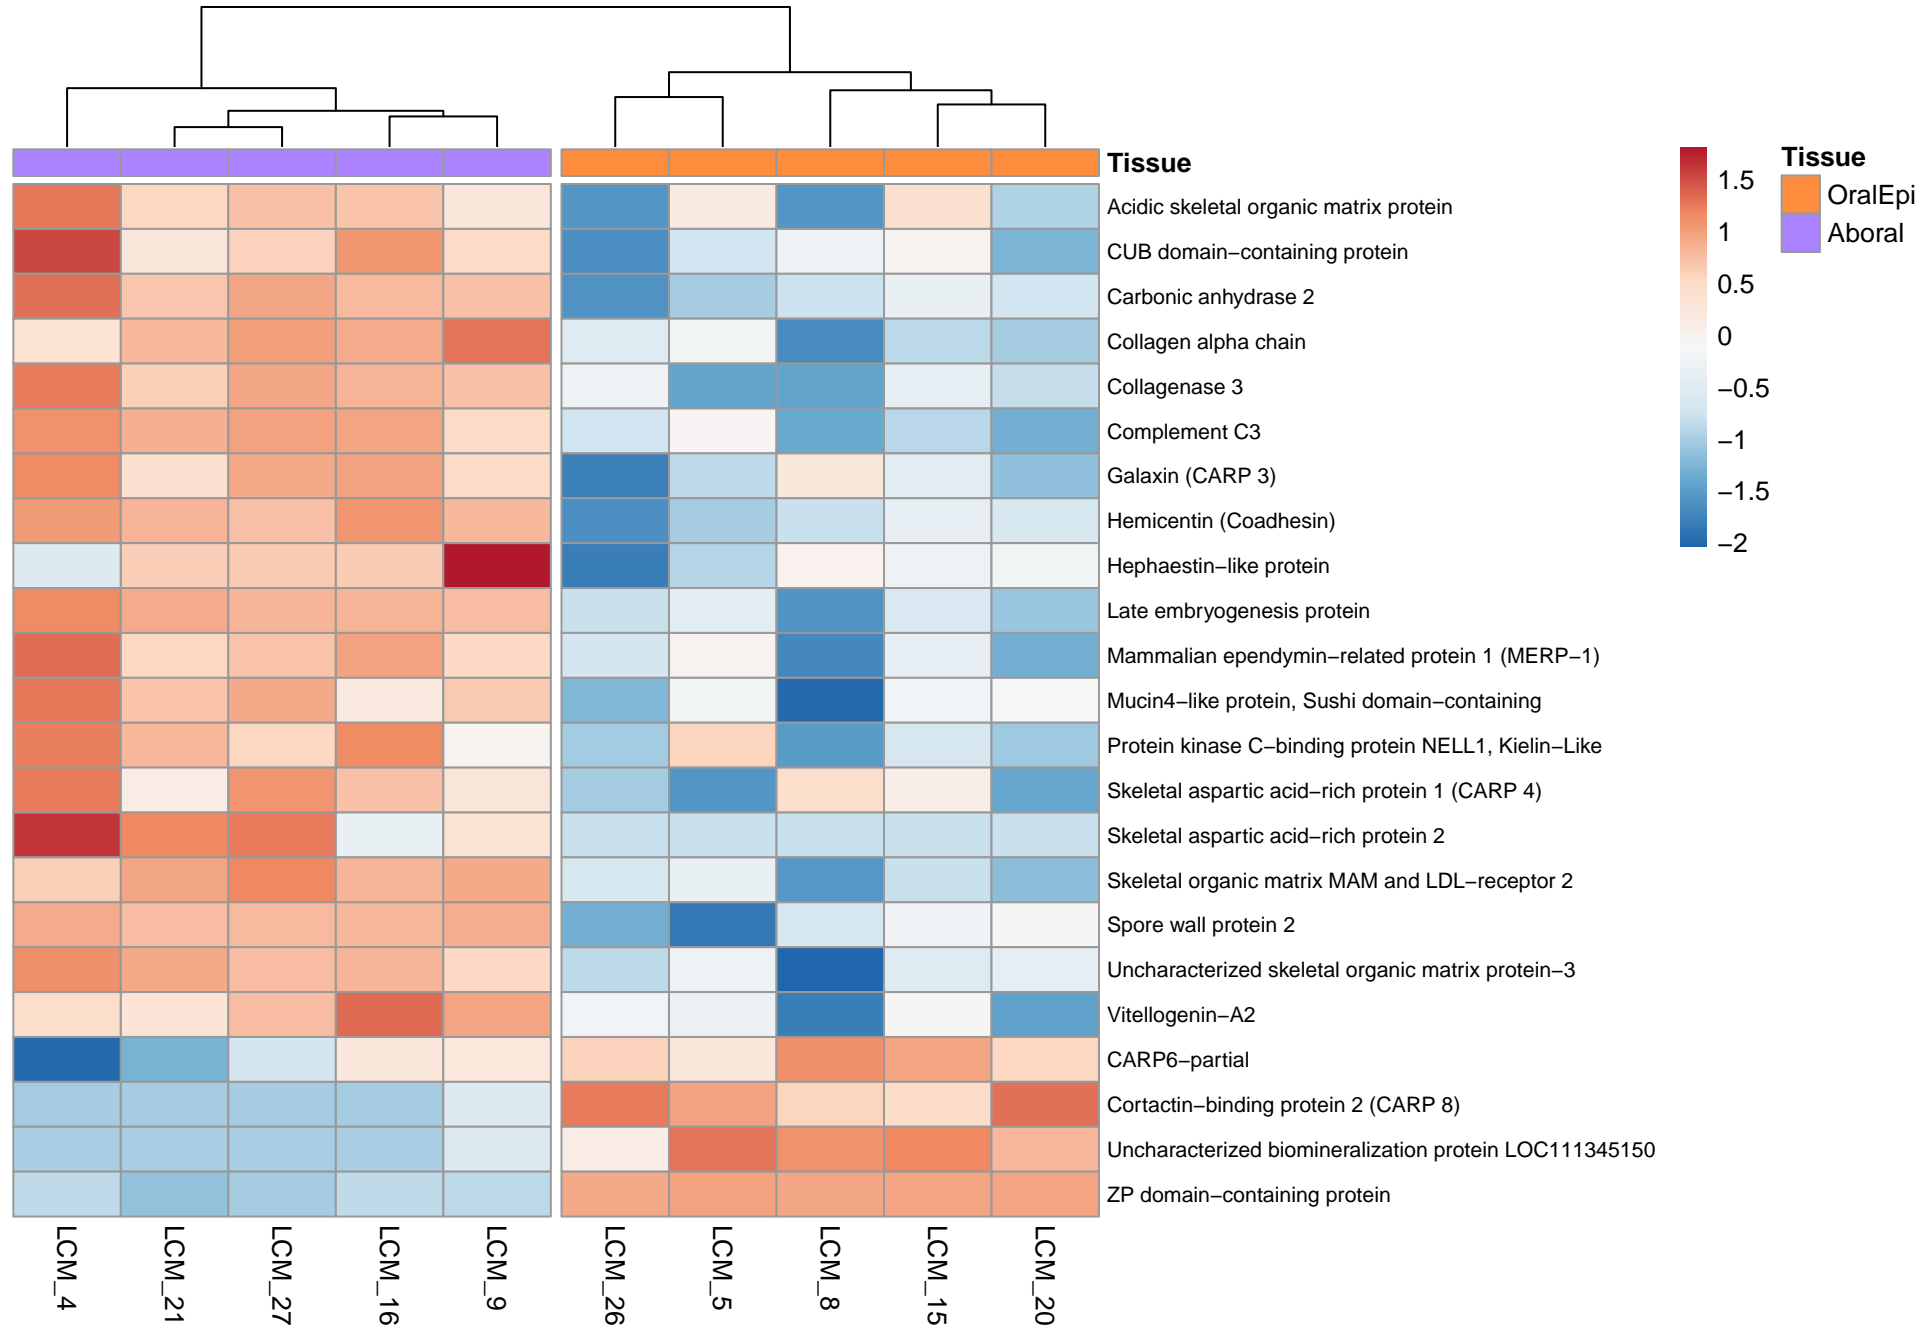 Tissue
Acidic skeletal organic matrix protein
CUB domain−containing protein
Carbonic anhydrase 2
Collagen alpha chain
Collagenase 3
Complement C3
Galaxin (CARP 3)
Hemicentin (Coadhesin)
Hephaestin−like protein
Late embryogenesis protein
Mammalian ependymin−related protein 1 (MERP−1)
Mucin4−like protein, Sushi domain−containing
Protein kinase C−binding protein NELL1, Kielin−Like
Skeletal aspartic acid−rich protein 1 (CARP 4)
Skeletal aspartic acid−rich protein 2
Skeletal organic matrix MAM and LDL−receptor 2
Spore wall protein 2
Uncharacterized skeletal organic matrix protein−3
Vitellogenin−A2
CARP6−partial
Cortactin−binding protein 2 (CARP 8)
Uncharacterized biomineralization protein LOC111345150
ZP domain−containing protein
LCM_4
LCM_21
LCM_27
LCM_16
LCM_9
LCM_26
LCM_5
LCM_8
LCM_15
LCM_20
1.5
1
0.5
0
−0.5
−1
−1.5
−2
Tissue
OralEpi
Aboral